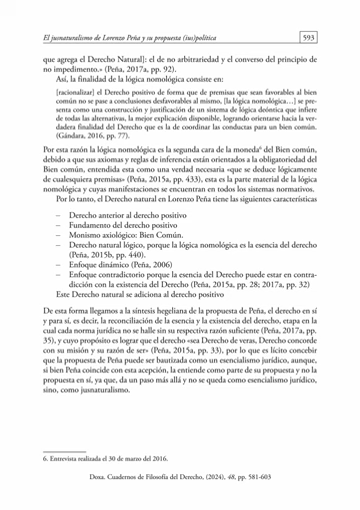 El jusnaturalismo de Lorenzo Peña y su propuesta (ius)política 593
que agrega el Derecho Natural]: el de no arbitrariedad y el converso del principio de
no impedimento.» (Peña, 2017a, pp. 92).
Así, la finalidad de la lógica nomológica consiste en:
[racionalizar] el Derecho positivo de forma que de premisas que sean favorables al bien
común no se pase a conclusiones desfavorables al mismo, [la lógica nomológica…] se pre-
senta como una construcción y justificación de un sistema de lógica deóntica que infiere
de todas las alternativas, la mejor explicación disponible, logrando orientarse hacia la ver-
dadera finalidad del Derecho que es la de coordinar las conductas para un bien común.
(Gándara, 2016, pp. 77).
Por esta razón la lógica nomológica es la segunda cara de la moneda⁶ del Bien común,
debido a que sus axiomas y reglas de inferencia están orientados a la obligatoriedad del
Bien común, entendida esta como una verdad necesaria «que se deduce lógicamente
de cualesquiera premisas» (Peña, 2015a, pp. 433), esta es la parte material de la lógica
nomológica y cuyas manifestaciones se encuentran en todos los sistemas normativos.
Por lo tanto, el Derecho natural en Lorenzo Peña tiene las siguientes características
– Derecho anterior al derecho positivo
– Fundamento del derecho positivo
– Monismo axiológico: Bien Común.
– Derecho natural lógico, porque la lógica nomológica es la esencia del derecho
(Peña, 2015b, pp. 440).
– Enfoque dinámico (Peña, 2006)
– Enfoque contradictorio porque la esencia del Derecho puede estar en contra-
dicción con la existencia del Derecho (Peña, 2015a, pp. 28; 2017a, pp. 32)
Este Derecho natural se adiciona al derecho positivo
De esta forma llegamos a la síntesis hegeliana de la propuesta de Peña, el derecho en sí
y para sí, es decir, la reconciliación de la esencia y la existencia del derecho, etapa en la
cual cada norma jurídica no se halle sin su respectiva razón suficiente (Peña, 2017a, pp.
35), y cuyo propósito es lograr que el derecho «sea Derecho de veras, Derecho concorde
con su misión y su razón de ser» (Peña, 2015a, pp. 33), por lo que es lícito concebir
que la propuesta de Peña puede ser bautizada como un esencialismo jurídico, aunque,
si bien Peña coincide con esta acepción, la entiende como parte de su propuesta y no la
propuesta en sí, ya que, da un paso más allá y no se queda como esencialismo jurídico,
sino, como jusnaturalismo.
6. Entrevista realizada el 30 de marzo del 2016.
Doxa. Cuadernos de Filosofía del Derecho, (2024), 48, pp. 581-603